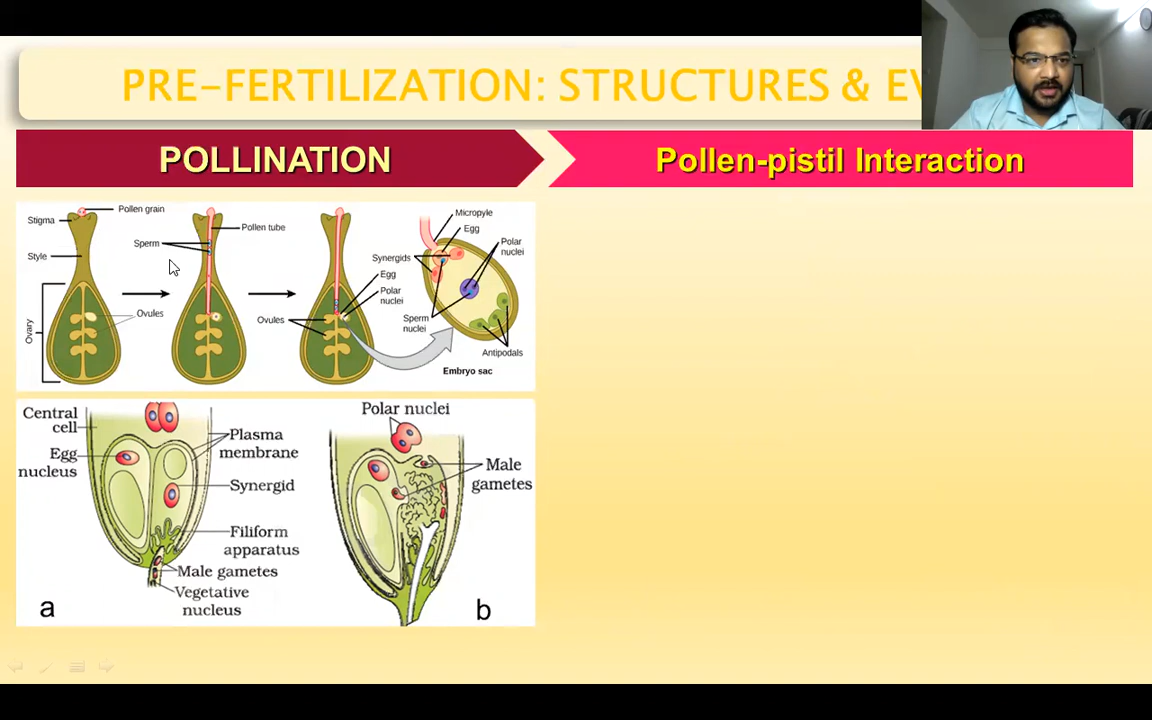 PRE-FERTILIZATION: STRUCTURES & EV
POLLINATION
Pollen-pistil Interaction
Pollen grain
Stigma
Style
Ovary
Ovules
Sperm
Pollen tube
Ovules
Egg
Polar
nuclei
Micropyle
Egg
Synergids
Polar
nuclei
Sperm
nuclei
Antipodals
Embryo sac
Central
cell
Egg
nucleus
Plasma
membrane
Synergid
Filiform
apparatus
Male gametes
Vegetative
nucleus
a
Polar nuclei
Male
gametes
b